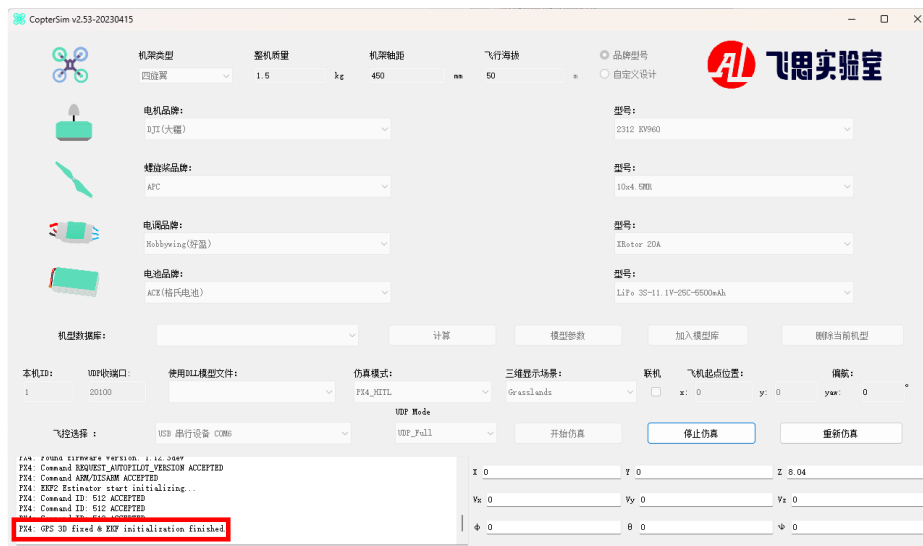 CopterSim v2.53-20230415
机架类型 整机质量 机架轴距 飞行海拔 品牌型号
四旋翼 1.5 kg 450 mm 50 m 自定义设计
飞思实验室
电机品牌: 型号:
DJI(大疆) 2312 KV960
螺旋桨品牌: 型号:
APC 10x4.5MR
电调品牌: 型号:
Hobbywing(好盈) XRotor 20A
电池品牌: 型号:
ACE(格氏电池) LiPo 3S-11.1V-25C-5500mAh
机型数据库: 计算 模型参数 加入模型库 删除当前机型
本机ID: UDP收端口: 使用DLL模型文件: 仿真模式: 三维显示场景: 联机 飞机起点位置: 偏航:
1 20100 PX4_HITL Grasslands x: 0 y: 0 yaw: 0 °
UDP Mode
飞控选择 : USB 串行设备 COM6 UDP_Full 开始仿真 停止仿真 重新仿真
PX4: Found firmware version: 1.12.3dev
PX4: Command REQUEST_AUTOPILOT_VERSION ACCEPTED
PX4: Command ARM/DISARM ACCEPTED
PX4: EKF2 Estimator start initializing...
PX4: Command ID: 512 ACCEPTED
PX4: Command ID: 512 ACCEPTED
PX4: Command ID: 512 ACCEPTED
PX4: GPS 3D fixed & EKF initialization finished.
X 0 Y 0 Z 8.04
Vx 0 Vy 0 Vz 0
ϕ 0 θ 0 ψ 0